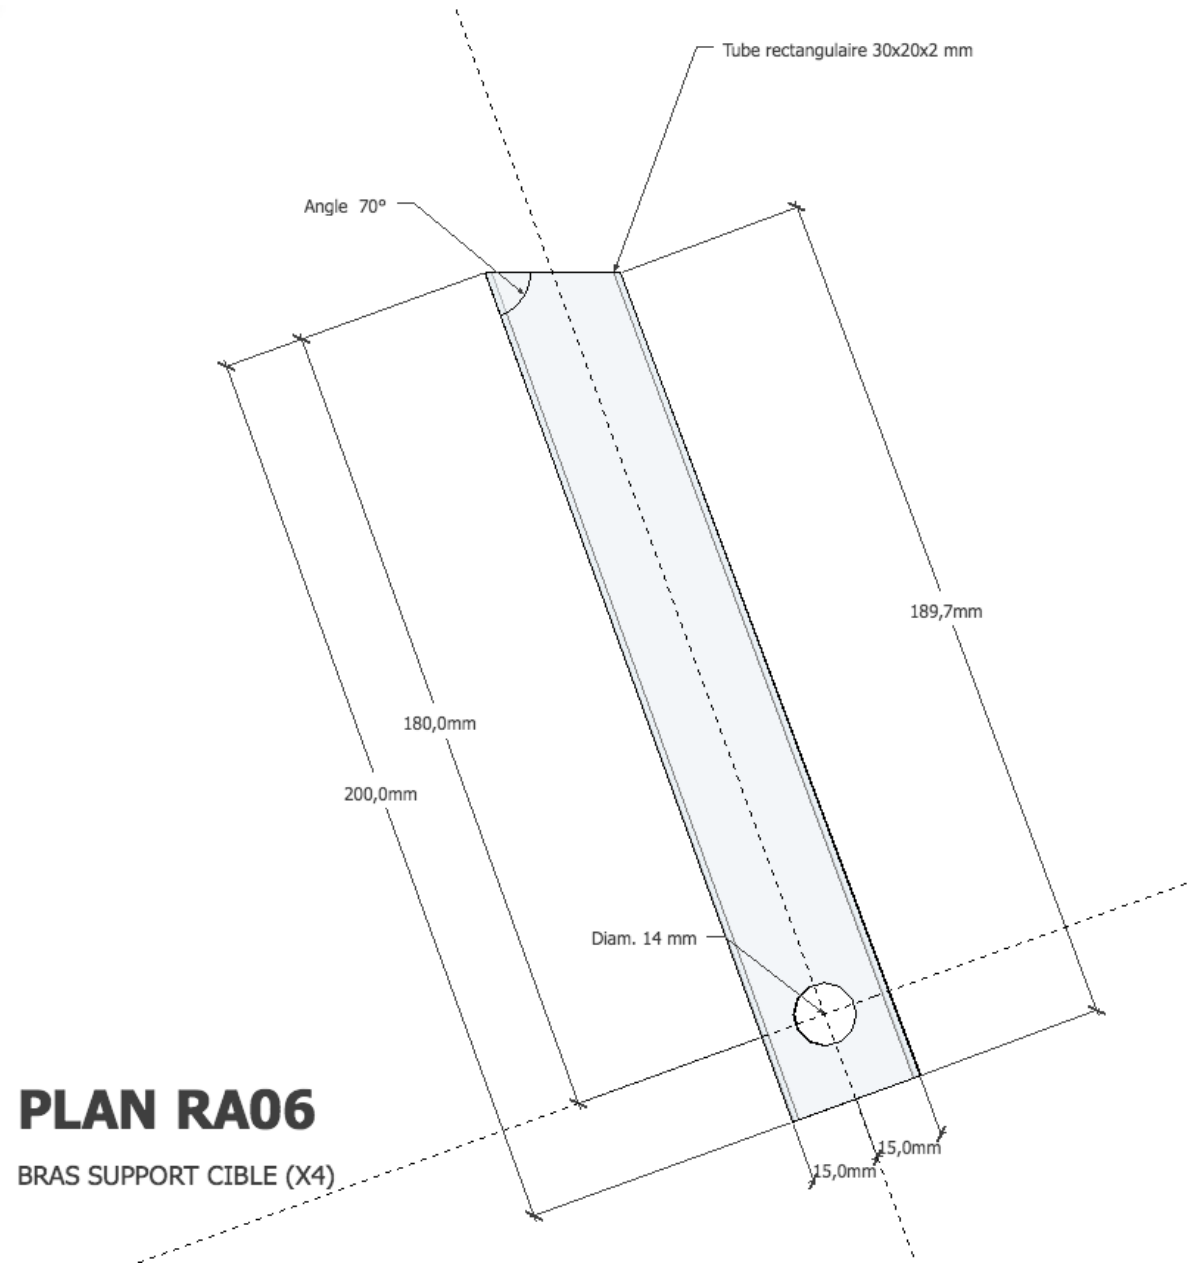 Tube rectangulaire 30x20x2 mm
Angle 70°
189,7mm
180,0mm
200,0mm
Diam. 14 mm
PLAN RA06
15,0mm
15,0mm
BRAS SUPPORT CIBLE (X4)